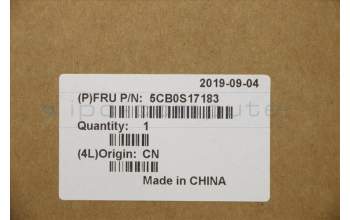 2019-09-04
(P)FRU P/N: 5CB0S17183
Quantity: 1
(4L)Origin: CN
Made in CHINA